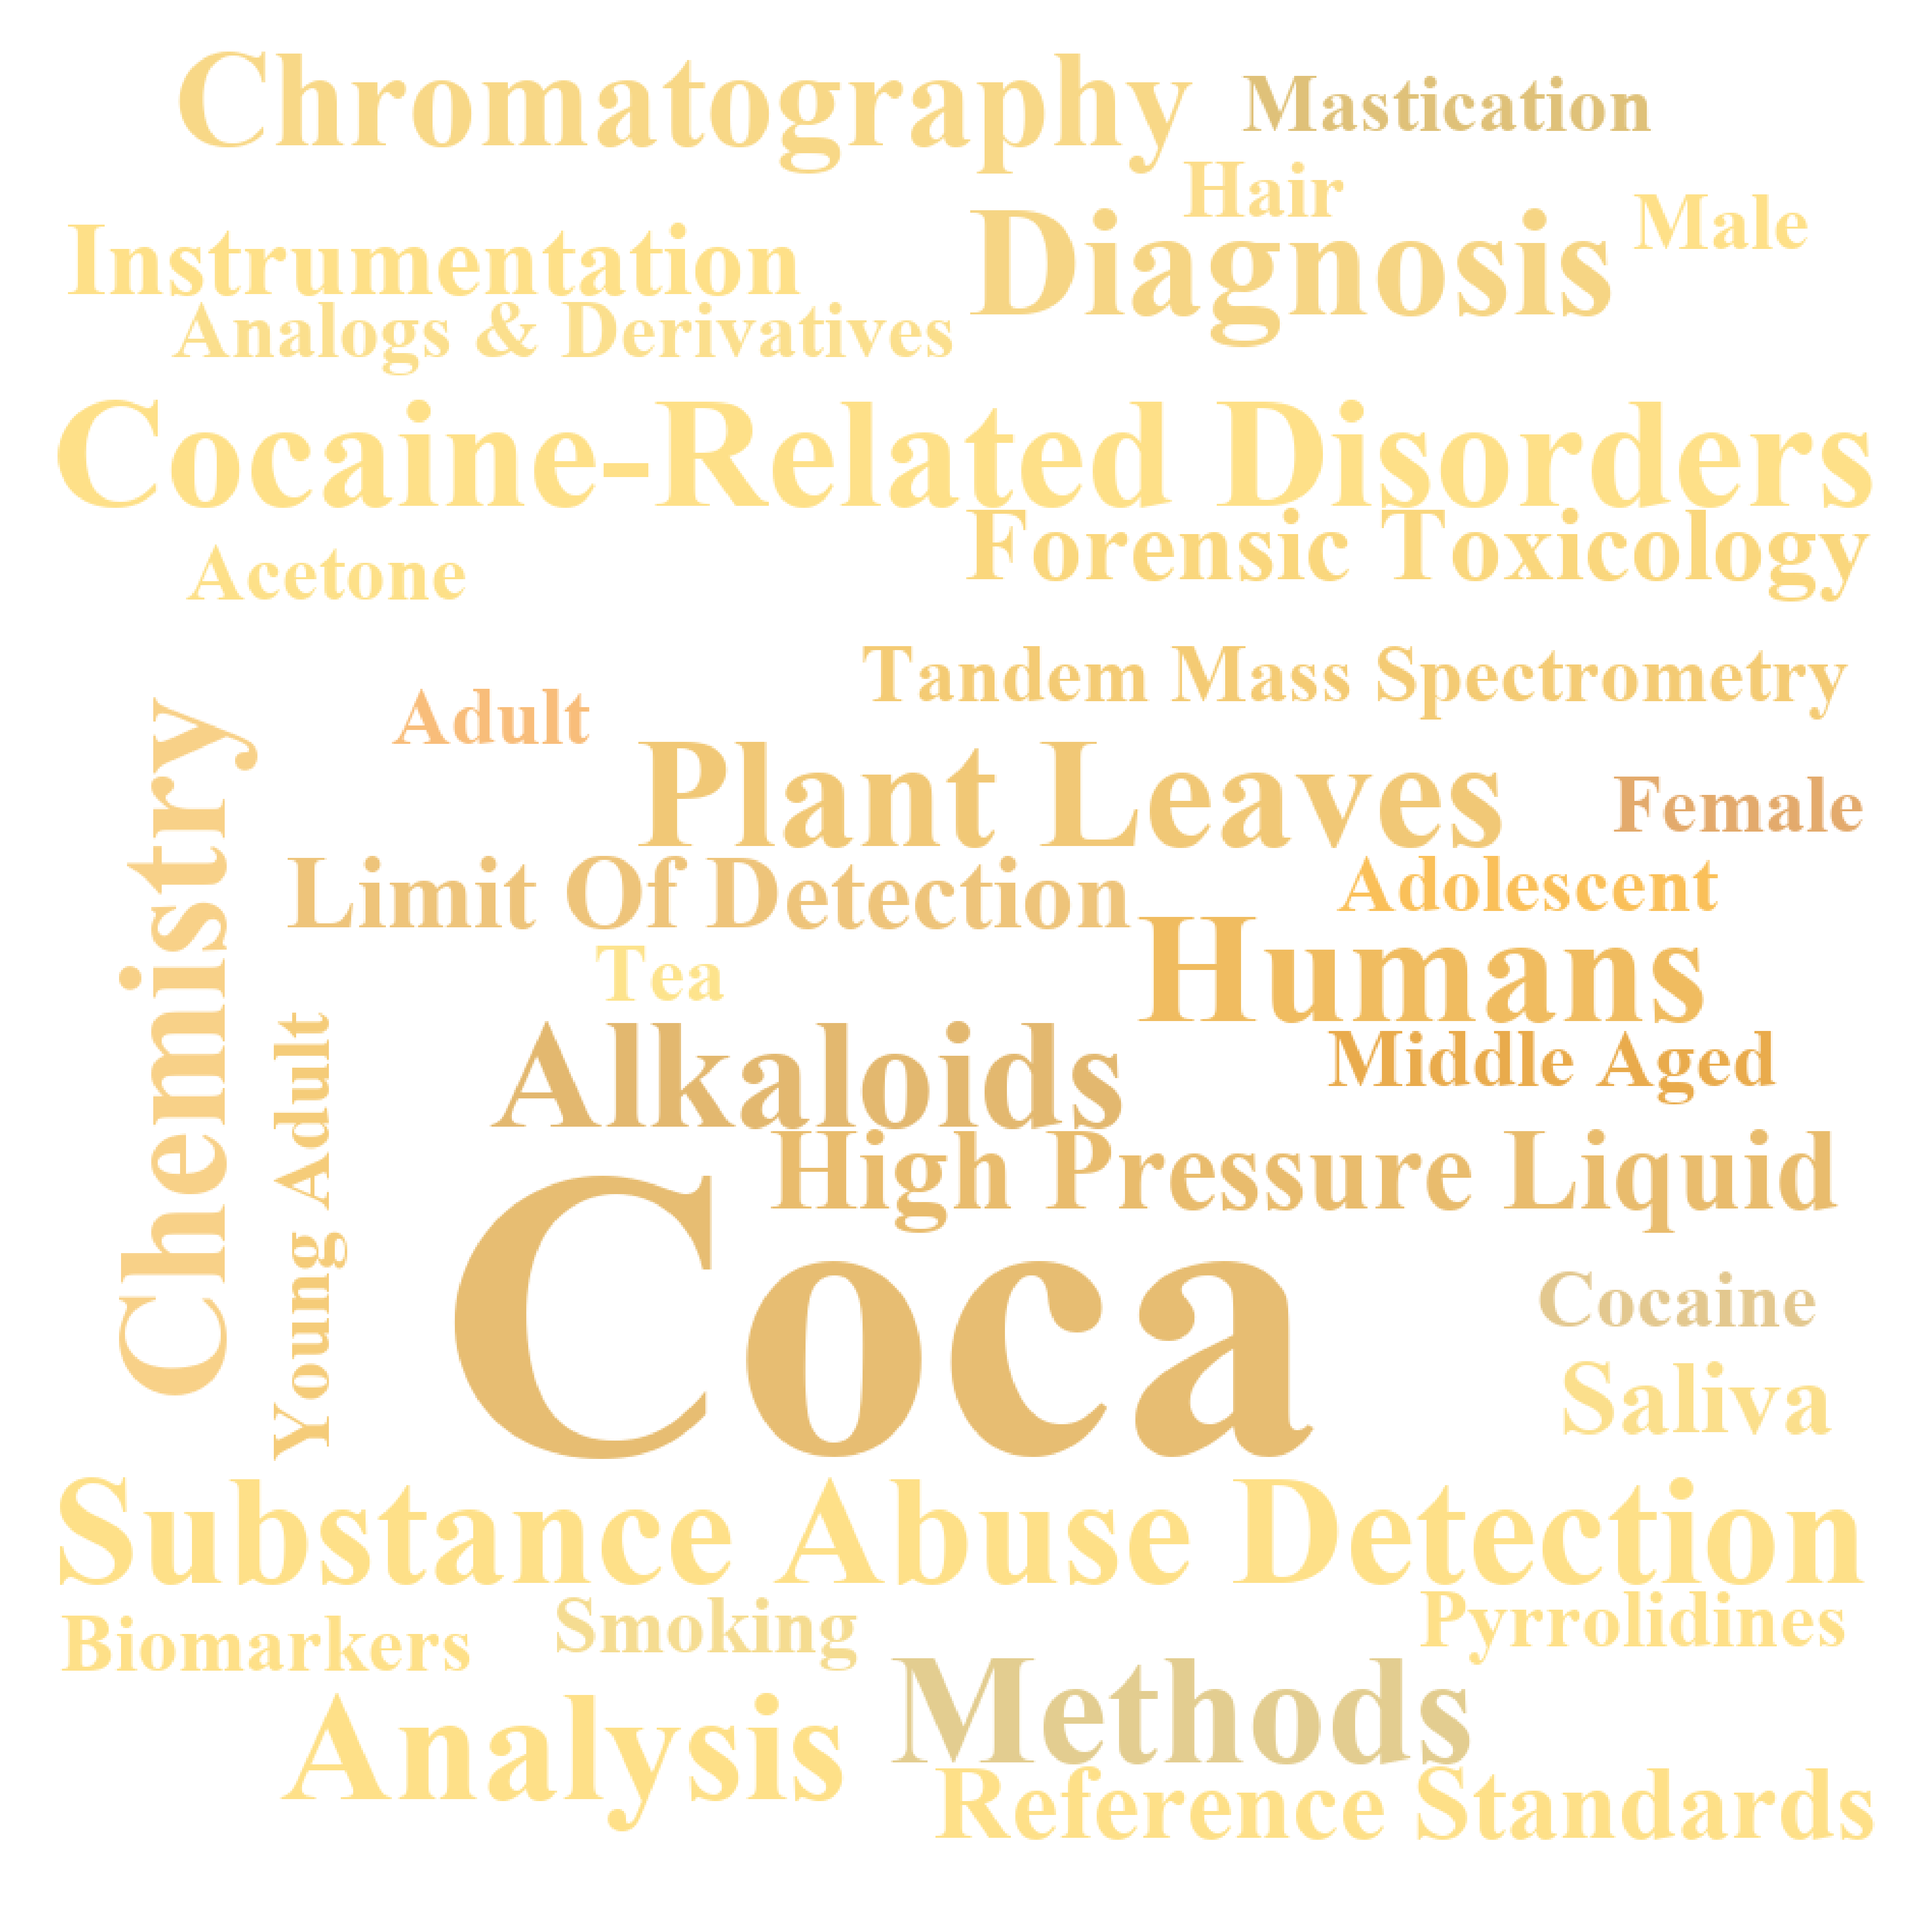 Chromatography
Mastication
Hair
Male
Instrumentation
Diagnosis
Analogs & Derivatives
Cocaine-Related Disorders
Forensic Toxicology
Acetone
Tandem Mass Spectrometry
Adult
Plant Leaves
Female
Chemistry
Limit Of Detection
Adolescent
Humans
Tea
Young Adult
Alkaloids
Middle Aged
High Pressure Liquid
Coca
Cocaine
Saliva
Substance Abuse Detection
Biomarkers
Smoking
Pyrrolidines
Methods
Analysis
Reference Standards